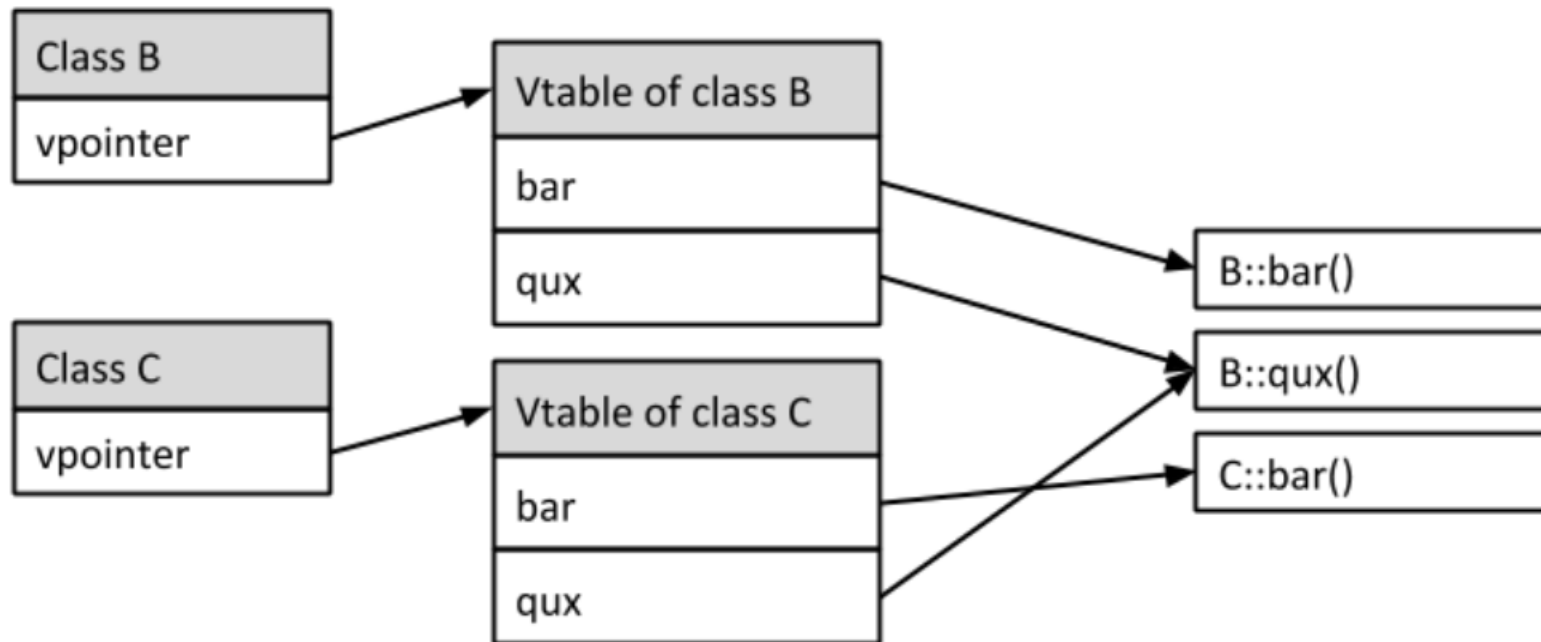 Class B
vpointer
Vtable of class B
bar
qux
Class C
vpointer
Vtable of class C
bar
qux
B::bar()
B::qux()
C::bar()